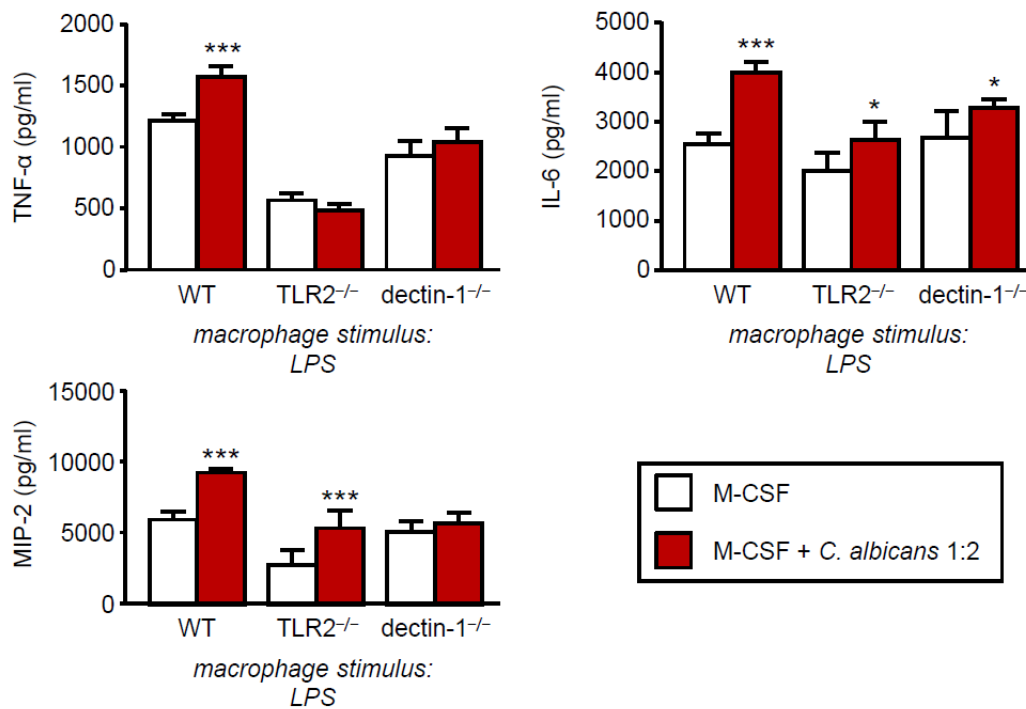 TNF-α (pg/ml)
2000
1500
1000
500
0
***
WT
TLR2⁻/⁻
dectin-1⁻/⁻
macrophage stimulus:
LPS
IL-6 (pg/ml)
5000
4000
3000
2000
1000
0
***
*
*
WT
TLR2⁻/⁻
dectin-1⁻/⁻
macrophage stimulus:
LPS
MIP-2 (pg/ml)
15000
10000
5000
0
***
***
WT
TLR2⁻/⁻
dectin-1⁻/⁻
macrophage stimulus:
LPS
M-CSF
M-CSF + C. albicans 1:2